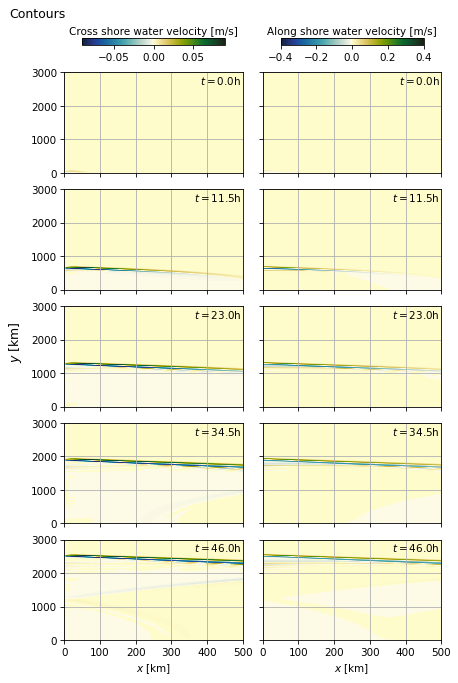 Contours
Cross shore water velocity [m/s] Along shore water velocity [m/s]
−0.05 0.00 0.05 −0.4 −0.2 0.0 0.2 0.4
3000 t = 0.0h t = 0.0h
2000
1000
0
3000 t = 11.5h t = 11.5h
2000
1000
0
3000 t = 23.0h t = 23.0h
2000
y [km]
1000
0
3000 t = 34.5h t = 34.5h
2000
1000
0
3000 t = 46.0h t = 46.0h
2000
1000
0
0 100 200 300 400 500 0 100 200 300 400 500
x [km] x [km]